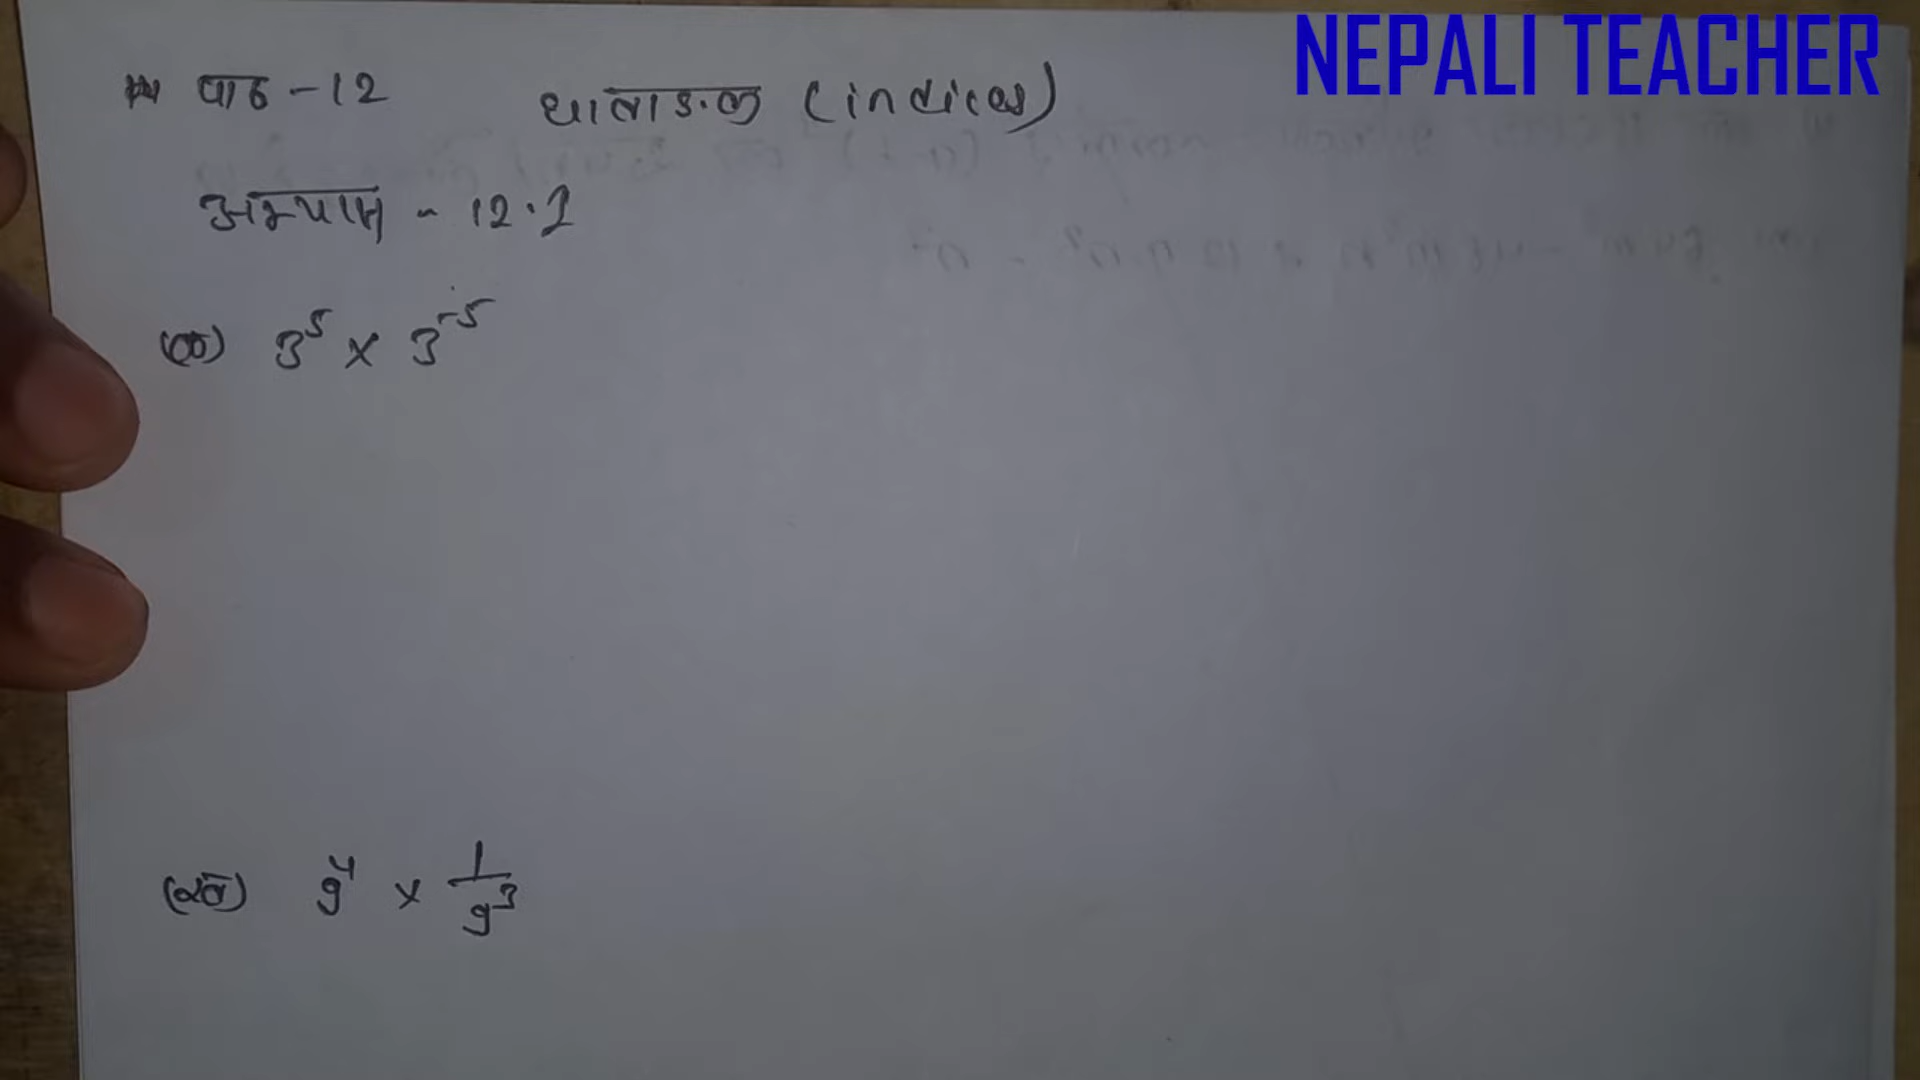 NEPALI TEACHER
पाठ - 12 घाताङ्क (indices)
अभ्यास - 12.1
(क) 3⁵ × 3⁻⁵
(ख) 9⁴ × 1/9³